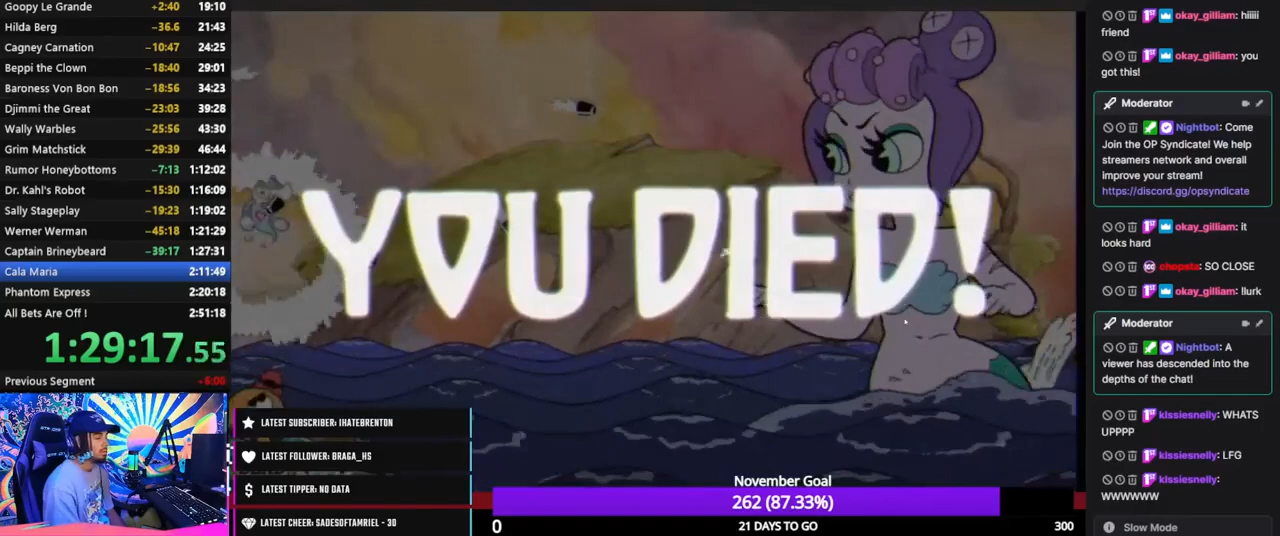 Goopy Le Grande +2:40 19:10
Hilda Berg −36.6 21:43
Cagney Carnation −10:47 24:25
Beppi the Clown −18:40 29:01
Baroness Von Bon Bon −18:56 34:23
Djimmi the Great −23:03 39:28
Wally Warbles −25:56 43:30
Grim Matchstick −29:39 46:44
Rumor Honeybottoms −7:13 1:12:02
Dr. Kahl's Robot −15:30 1:16:09
Sally Stageplay −19:23 1:19:02
Werner Werman −45:18 1:21:29
Captain Brineybeard −39:17 1:27:31
Cala Maria 2:11:49
Phantom Express 2:20:18
All Bets Are Off ! 2:51:18
1:29:17.55
Previous Segment +6:00
YOU DIED!
LATEST SUBSCRIBER: IHATEBRENTON
LATEST FOLLOWER: BRAGA_HS
LATEST TIPPER: NO DATA
LATEST CHEER: SADESOFTAMRIEL - 30
November Goal
262 (87.33%)
0 21 DAYS TO GO 300
okay_gilliam: hiiiii
friend
okay_gilliam: you
got this!
Moderator
Nightbot: Come
Join the OP Syndicate! We help
streamers network and overall
improve your stream!
https://discord.gg/opsyndicate
okay_gilliam: it
looks hard
chopsta: SO CLOSE
okay_gilliam: !lurk
Moderator
Nightbot: A
viewer has descended into the
depths of the chat!
kissiesnelly: WHATS
UPPPP
kissiesnelly: LFG
kissiesnelly:
WWWWWW
Slow Mode